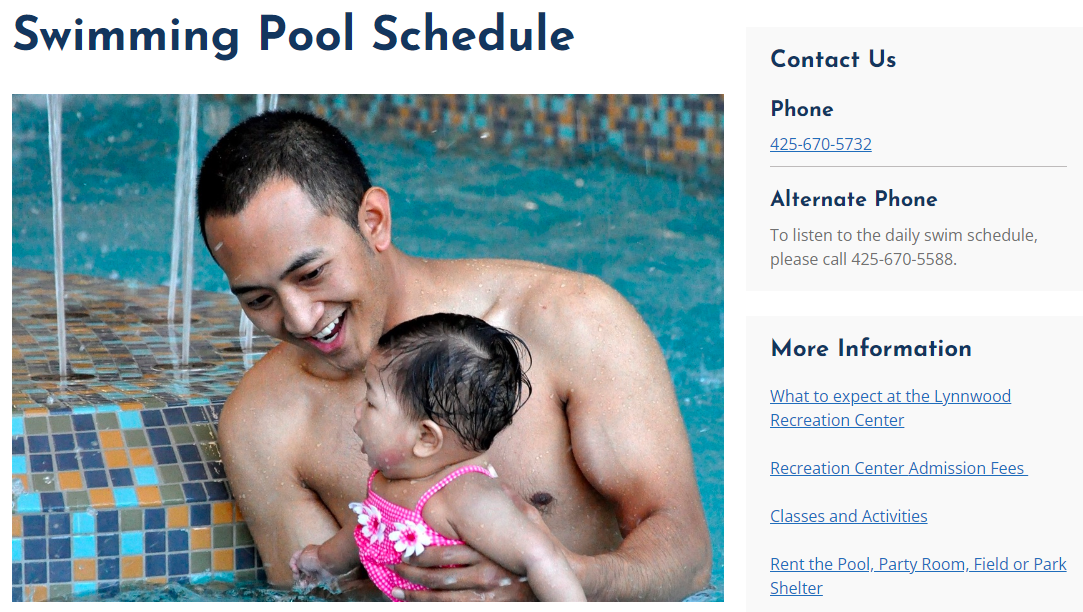 Swimming Pool Schedule
Contact Us
Phone
425-670-5732
Alternate Phone
To listen to the daily swim schedule,
please call 425-670-5588.
More Information
What to expect at the Lynnwood
Recreation Center
Recreation Center Admission Fees
Classes and Activities
Rent the Pool, Party Room, Field or Park
Shelter